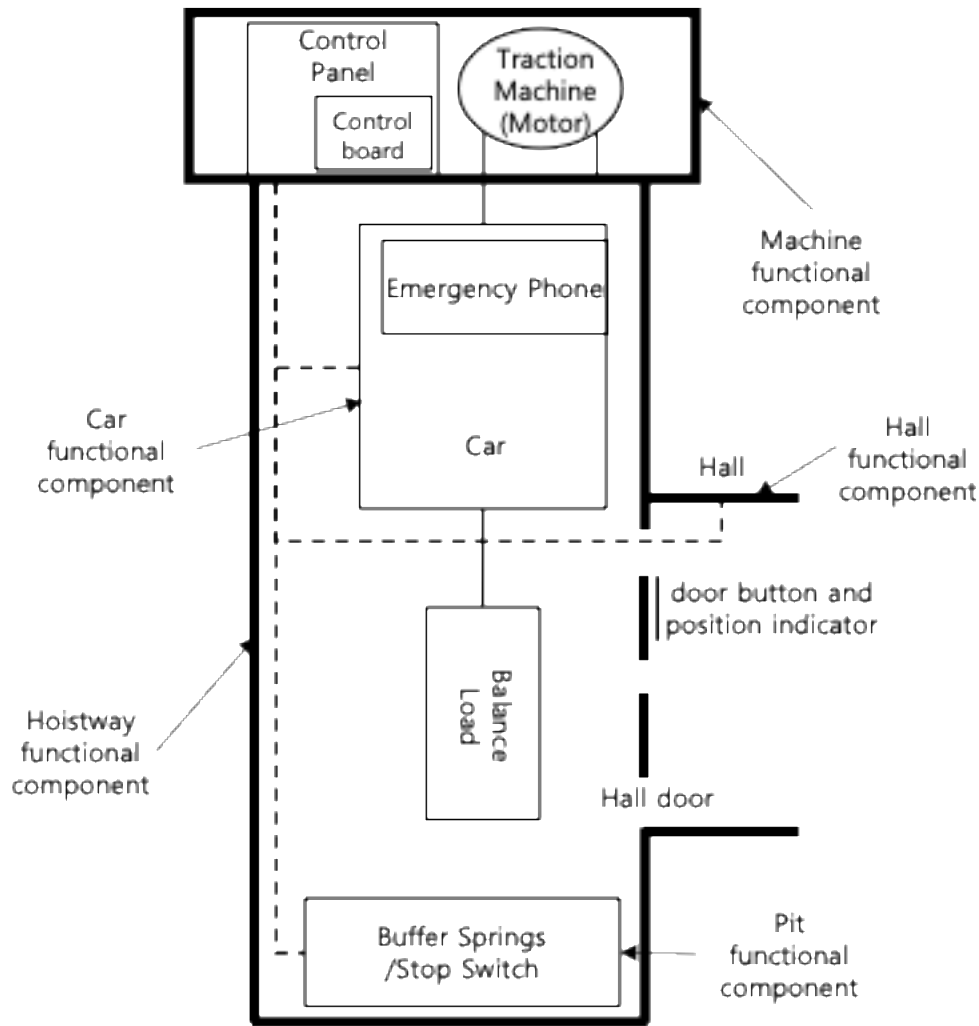 Control
Panel
Control
board
Traction
Machine
(Motor)
Machine
functional
component
Emergency Phone
Car
functional
component
Car
Hall
Hall
functional
component
door button and
position indicator
Balance
Load
Hoistway
functional
component
Hall door
Buffer Springs
/Stop Switch
Pit
functional
component